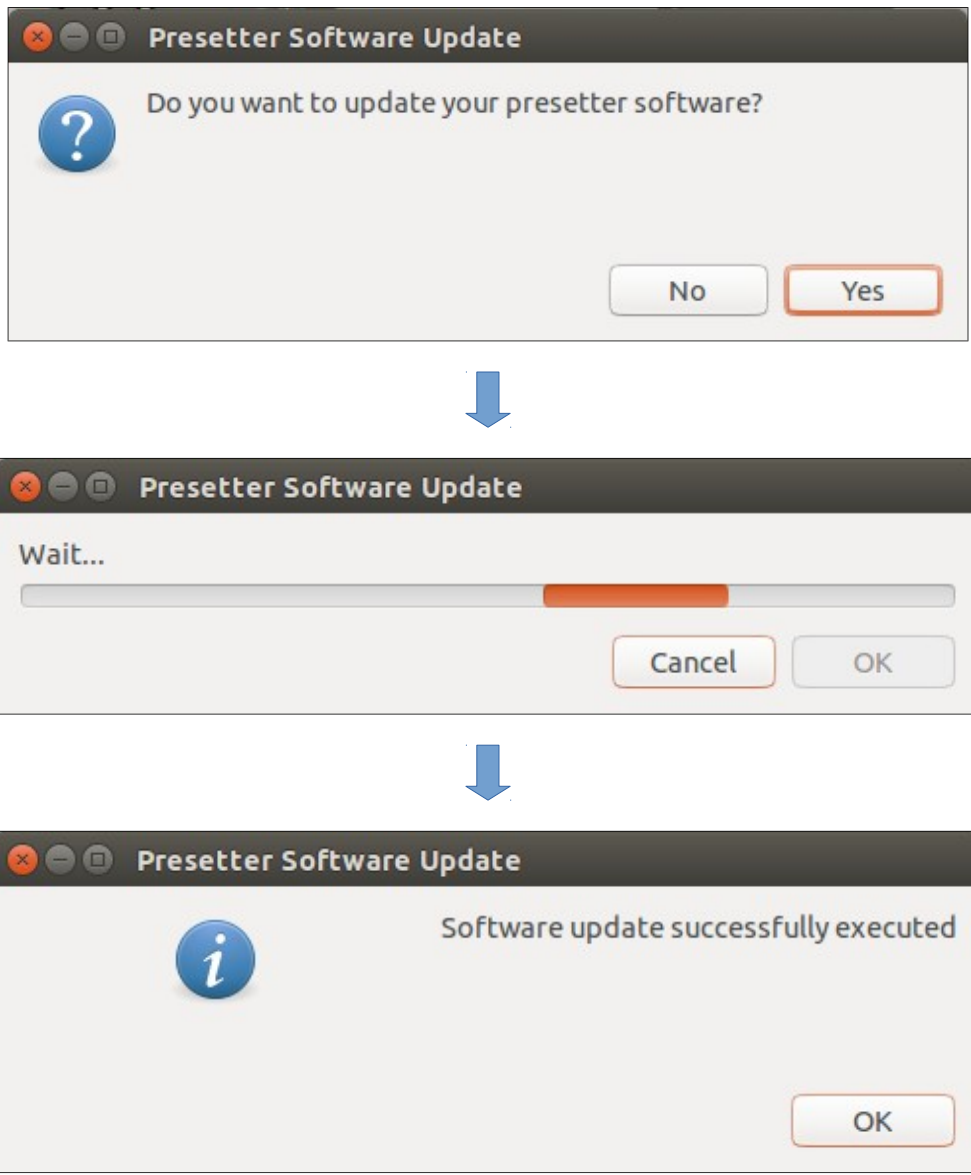 Presetter Software Update
Do you want to update your presetter software?
No Yes
Presetter Software Update
Wait...
Cancel OK
Presetter Software Update
Software update successfully executed
OK